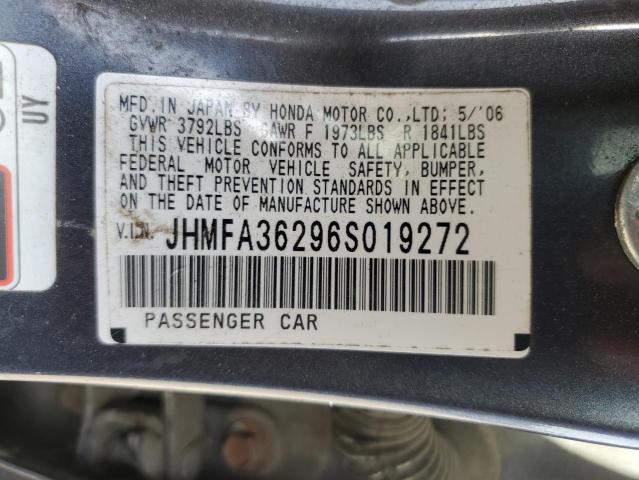 UY
MFD.IN JAPAN BY HONDA MOTOR CO.,LTD; 5/'06
GVWR 3792LBS GAWR F 1973LBS R 1841LBS
THIS VEHICLE CONFORMS TO ALL APPLICABLE
FEDERAL MOTOR VEHICLE SAFETY, BUMPER,
AND THEFT PREVENTION STANDARDS IN EFFECT
ON THE DATE OF MANUFACTURE SHOWN ABOVE.
V.I.N. JHMFA36296S019272
PASSENGER CAR